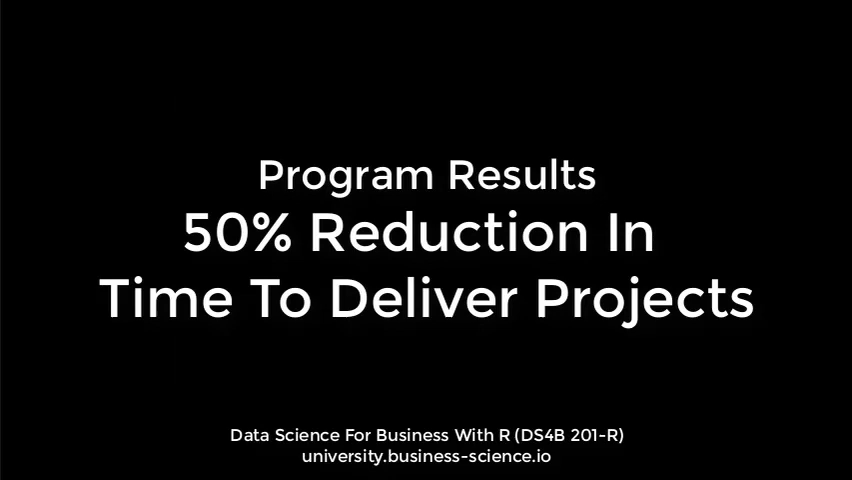 Program Results
50% Reduction In
Time To Deliver Projects
Data Science For Business With R (DS4B 201-R)
university.business-science.io